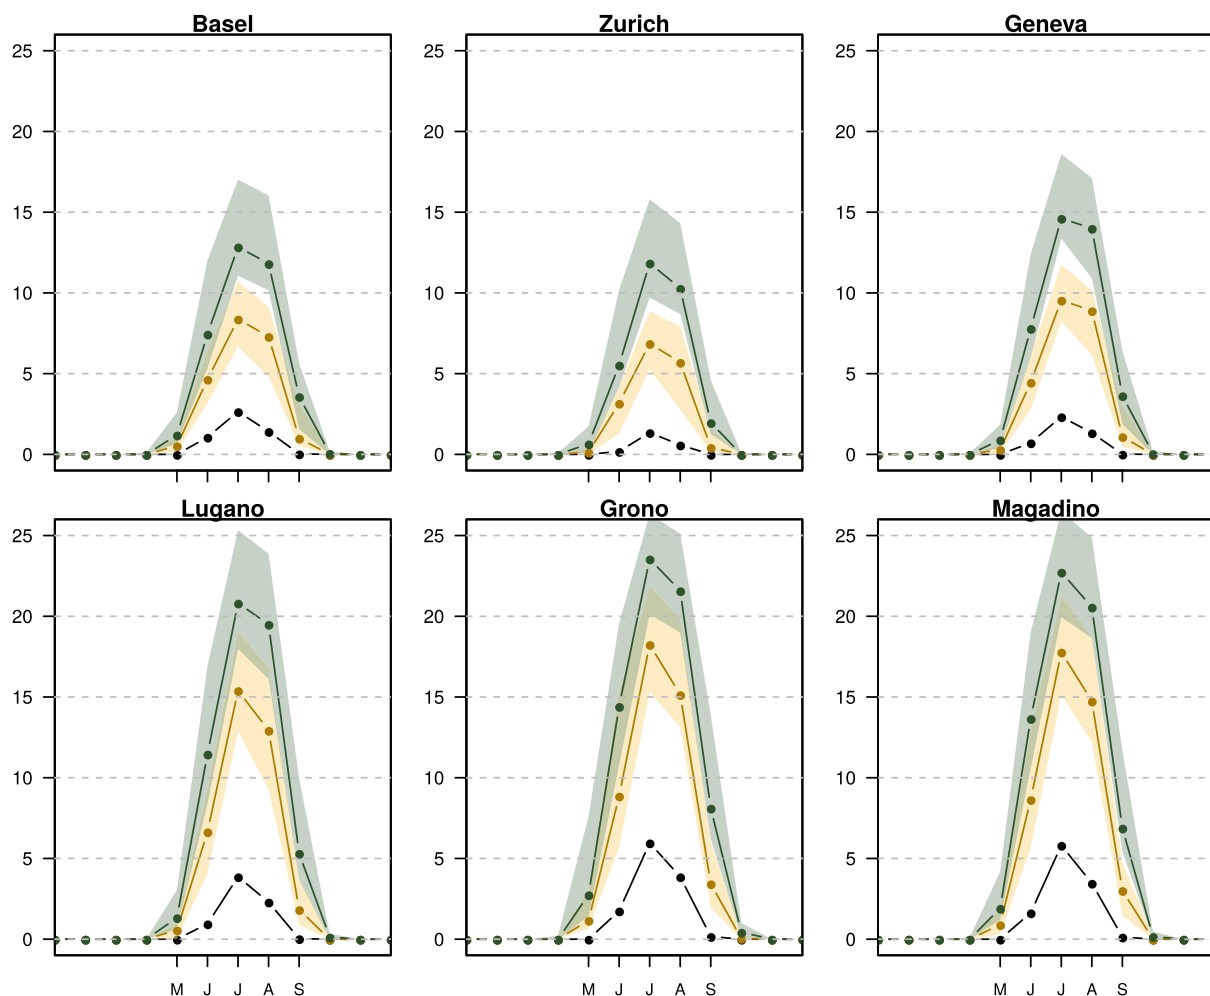 Basel Zurich Geneva
25 25 25
20 20 20
15 15 15
10 10 10
5 5 5
0 0 0
Lugano Grono Magadino
25 25 25
20 20 20
15 15 15
10 10 10
5 5 5
0 0 0
M J J A S M J J A S M J J A S